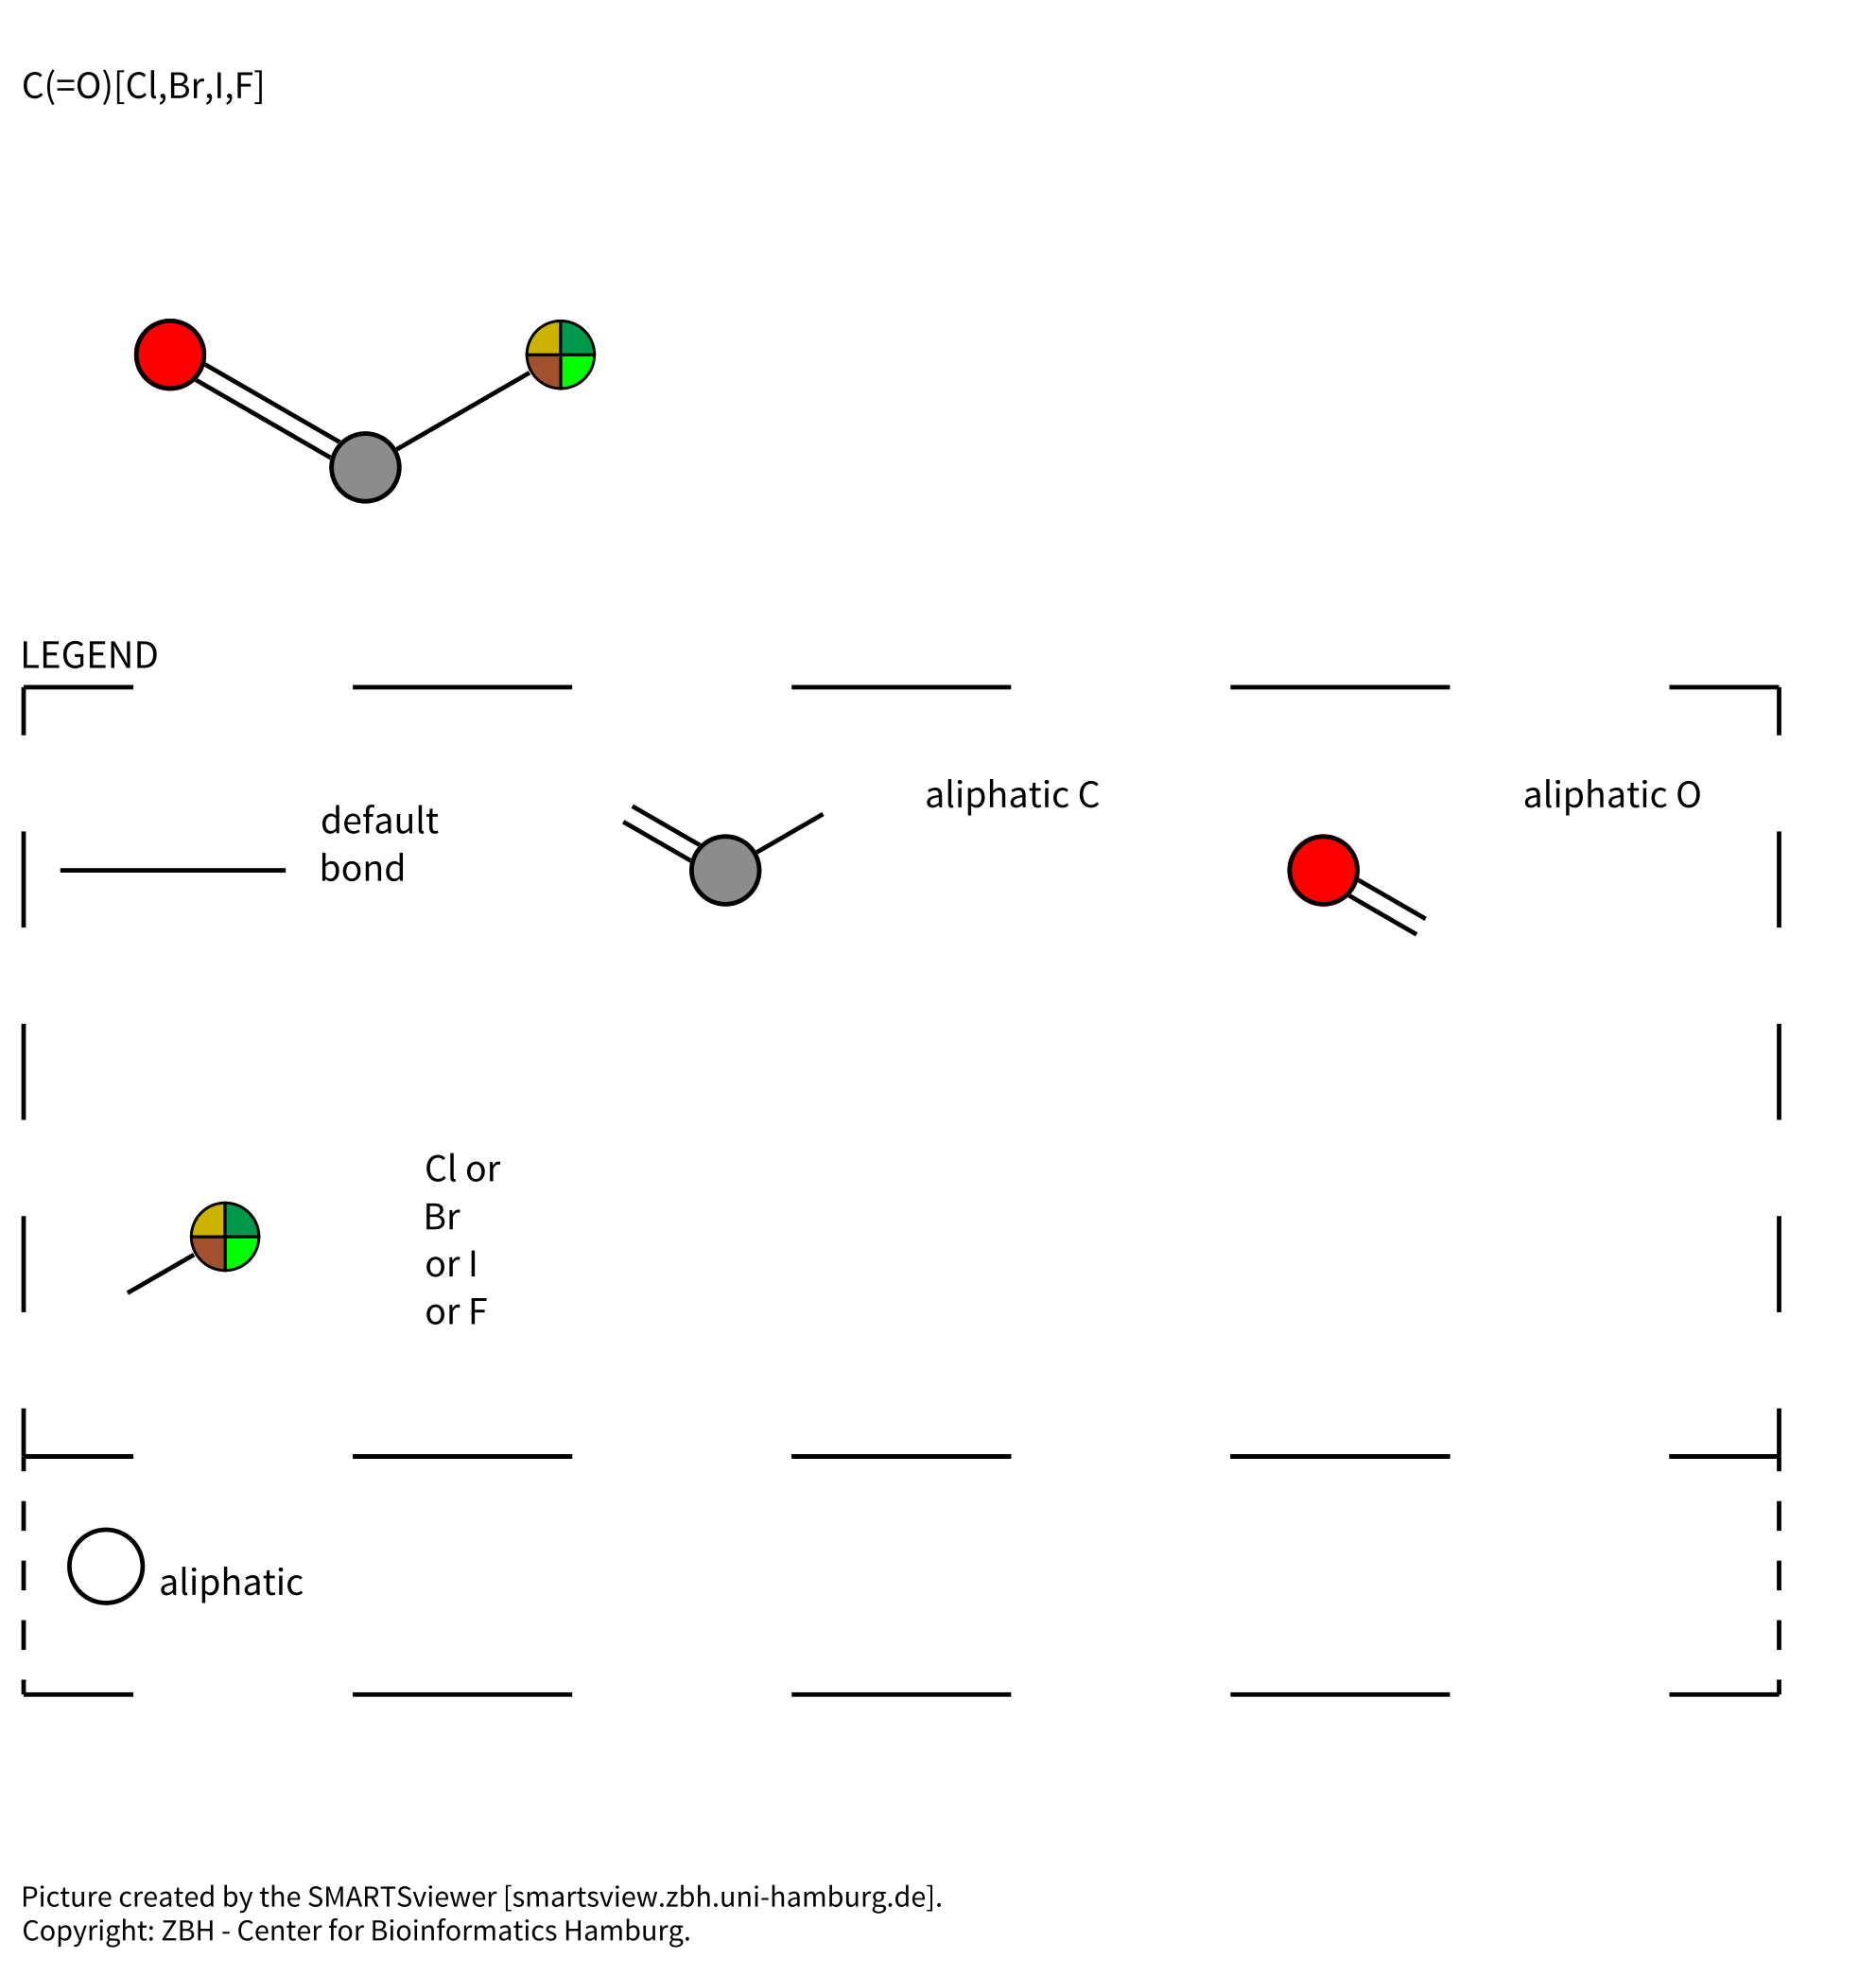 C(=O)[Cl,Br,I,F]
LEGEND
default
bond
aliphatic C
aliphatic O
Cl or
Br
or I
or F
aliphatic
Picture created by the SMARTSviewer [smartsview.zbh.uni-hamburg.de].
Copyright: ZBH - Center for Bioinformatics Hamburg.